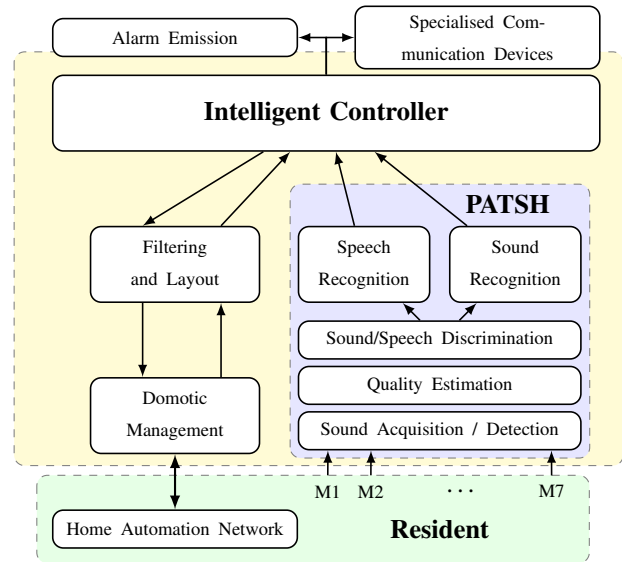 Alarm Emission
Specialised Com-
munication Devices
Intelligent Controller
PATSH
Filtering
and Layout
Speech
Recognition
Sound
Recognition
Sound/Speech Discrimination
Quality Estimation
Domotic
Management
Sound Acquisition / Detection
M1 M2 ... M7
Home Automation Network
Resident